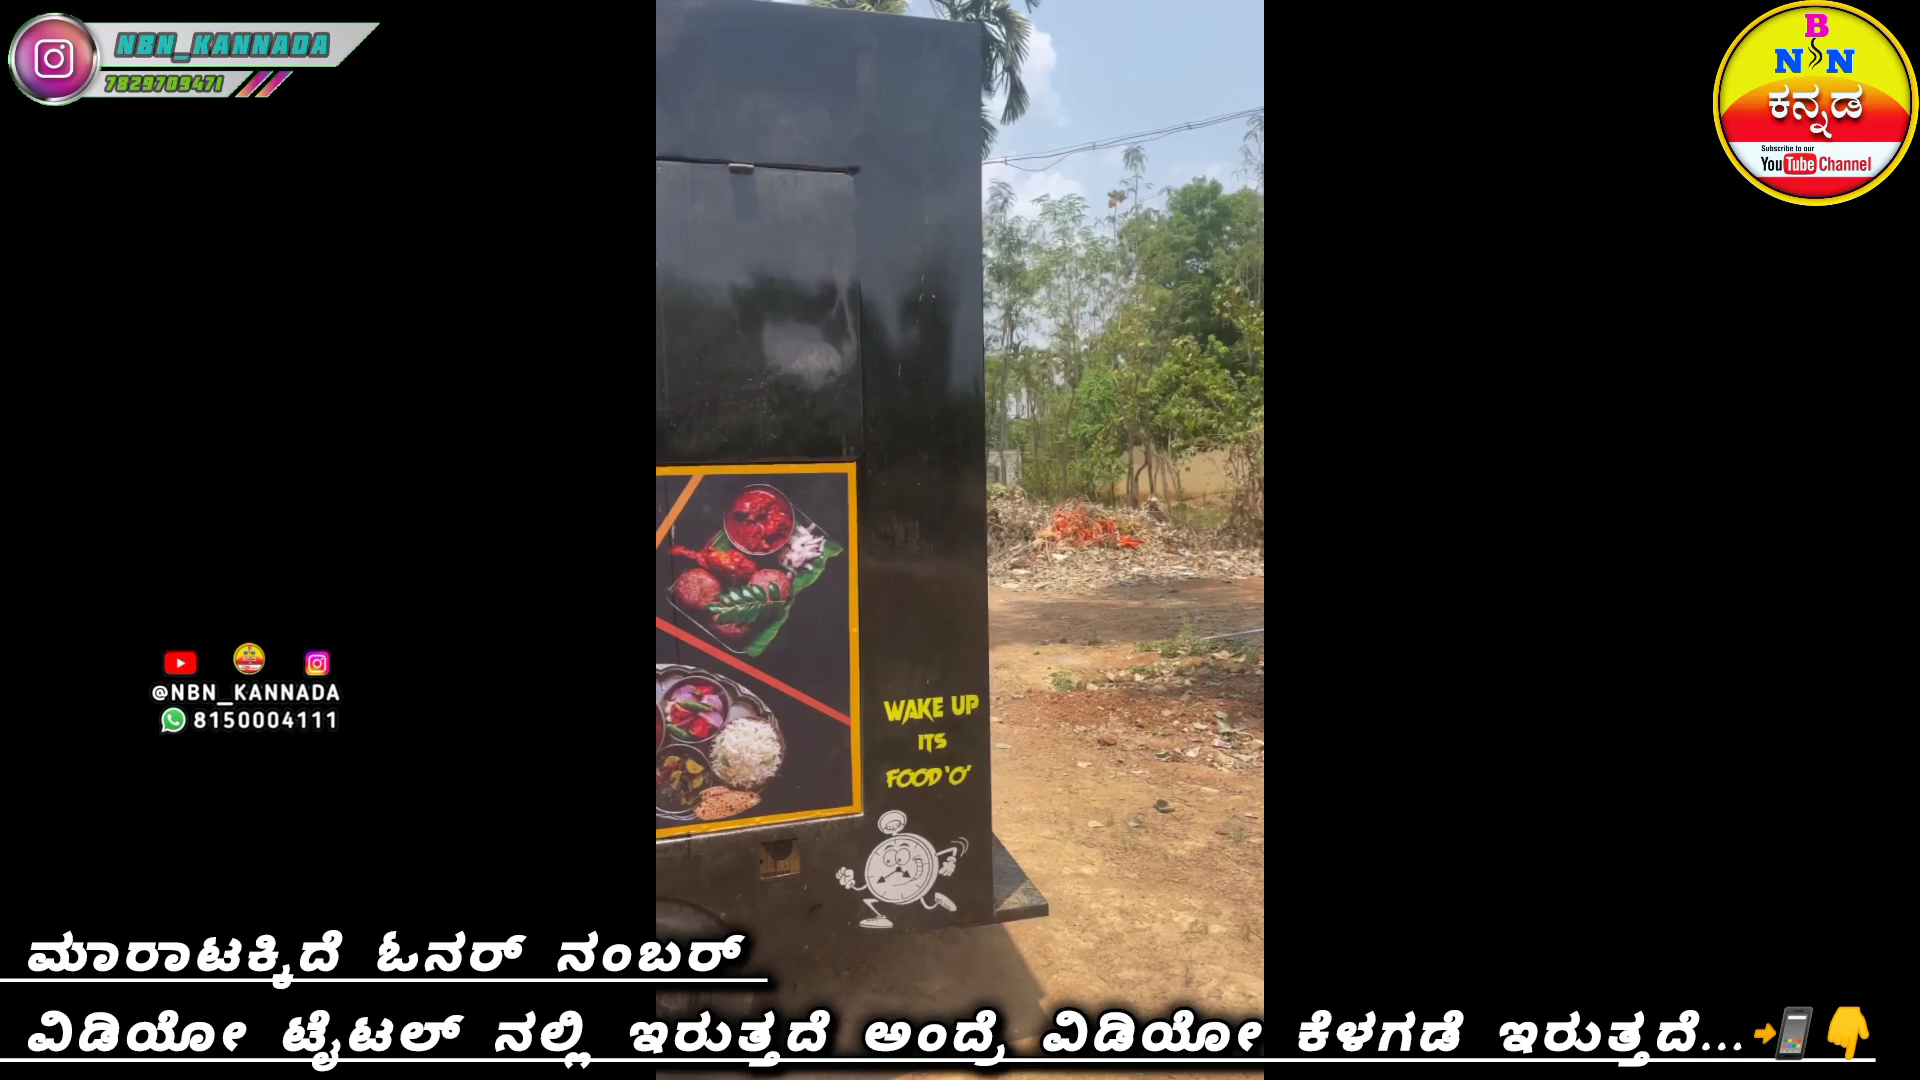 NBN_KANNADA
7829709471
B
N N
ಕನ್ನಡ
Subscribe to our
YouTube Channel
WAKE UP
ITS
FOOD 'O'
@NBN_KANNADA
8150004111
ಮಾರಾಟಕ್ಕಿದೆ ಓನರ್ ನಂಬರ್
ವಿಡಿಯೋ ಟೈಟಲ್ ನಲ್ಲಿ ಇರುತ್ತದೆ ಅಂದ್ರೆ ವಿಡಿಯೋ ಕೆಳಗಡೆ ಇರುತ್ತದೆ...